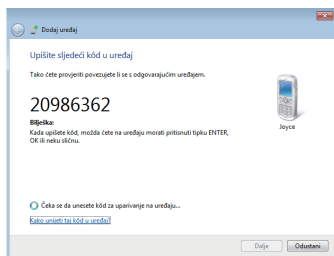 Dodaj uređaj
Upišite sljedeći kôd u uređaj
Tako ćete provjeriti povezujete li se s odgovarajućim uređajem.
20986362
Bilješka:
Kada upišete kôd, možda ćete na uređaju morati pritisnuti tipku ENTER,
OK ili neku sličnu.
Joyce
Čeka se da unesete kôd za uparivanje na uređaju...
Kako unijeti taj kôd u uređaj?
Dalje
Odustani